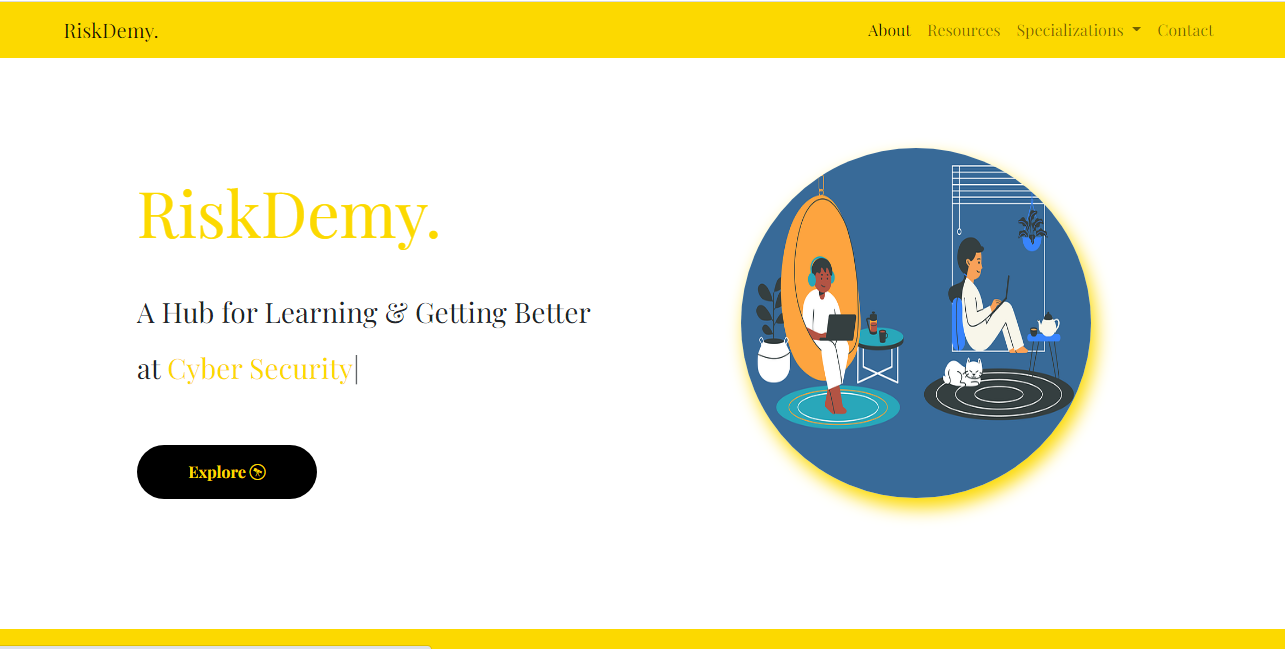 RiskDemy.
About Resources Specializations Contact
RiskDemy.
A Hub for Learning & Getting Better
at Cyber Security|
Explore